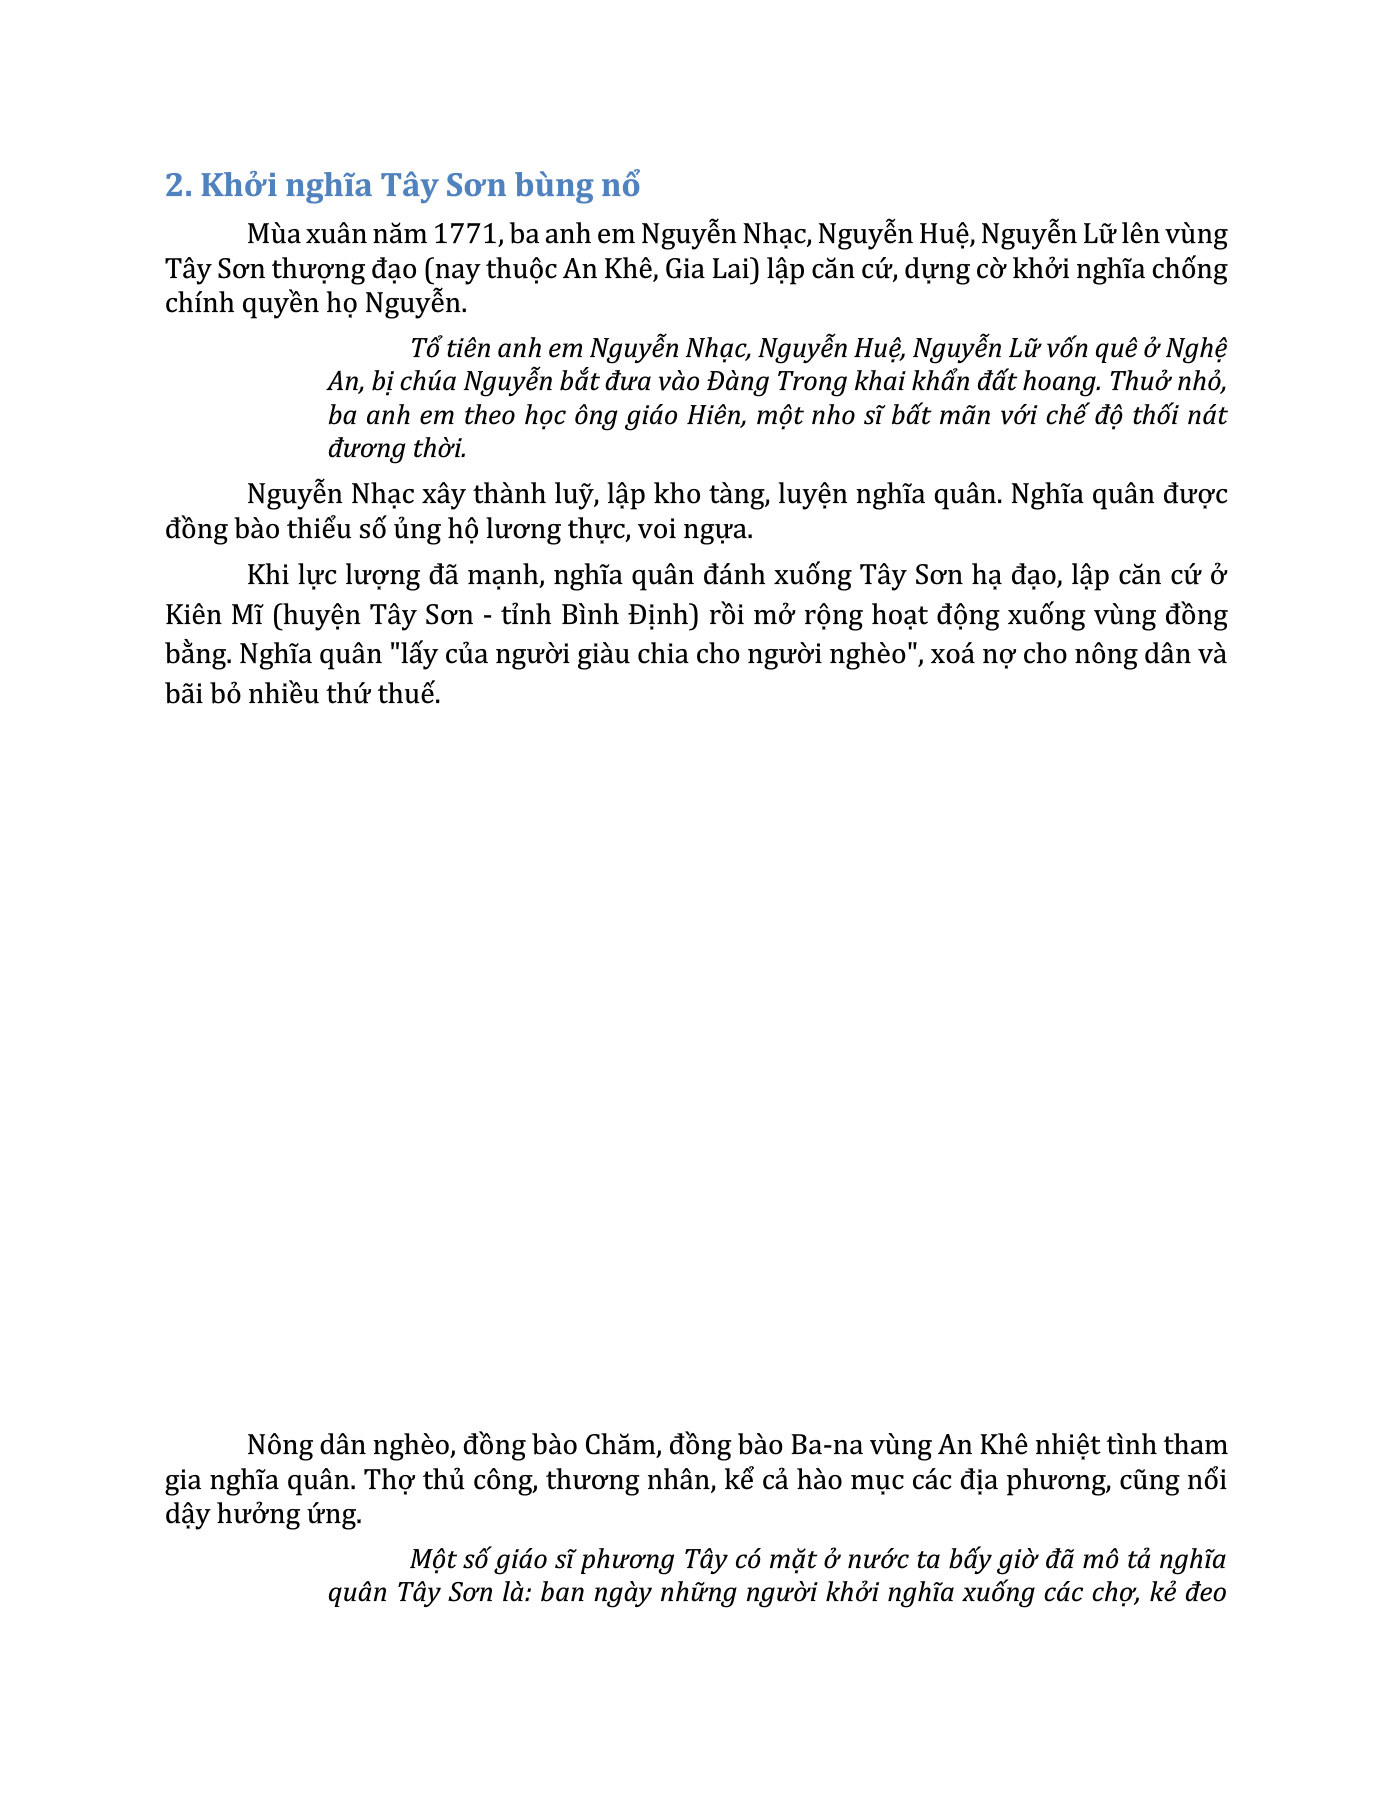 2. Khởi nghĩa Tây Sơn bùng nổ
Mùa xuân năm 1771, ba anh em Nguyễn Nhạc, Nguyễn Huệ, Nguyễn Lữ lên vùng
Tây Sơn thượng đạo (nay thuộc An Khê, Gia Lai) lập căn cứ, dựng cờ khởi nghĩa chống
chính quyền họ Nguyễn.
Tổ tiên anh em Nguyễn Nhạc, Nguyễn Huệ, Nguyễn Lữ vốn quê ở Nghệ
An, bị chúa Nguyễn bắt đưa vào Đàng Trong khai khẩn đất hoang. Thuở nhỏ,
ba anh em theo học ông giáo Hiên, một nho sĩ bất mãn với chế độ thối nát
đương thời.
Nguyễn Nhạc xây thành luỹ, lập kho tàng, luyện nghĩa quân. Nghĩa quân được
đồng bào thiểu số ủng hộ lương thực, voi ngựa.
Khi lực lượng đã mạnh, nghĩa quân đánh xuống Tây Sơn hạ đạo, lập căn cứ ở
Kiên Mĩ (huyện Tây Sơn - tỉnh Bình Định) rồi mở rộng hoạt động xuống vùng đồng
bằng. Nghĩa quân "lấy của người giàu chia cho người nghèo", xoá nợ cho nông dân và
bãi bỏ nhiều thứ thuế.
Nông dân nghèo, đồng bào Chăm, đồng bào Ba-na vùng An Khê nhiệt tình tham
gia nghĩa quân. Thợ thủ công, thương nhân, kể cả hào mục các địa phương, cũng nổi
dậy hưởng ứng.
Một số giáo sĩ phương Tây có mặt ở nước ta bấy giờ đã mô tả nghĩa
quân Tây Sơn là: ban ngày những người khởi nghĩa xuống các chợ, kẻ đeo